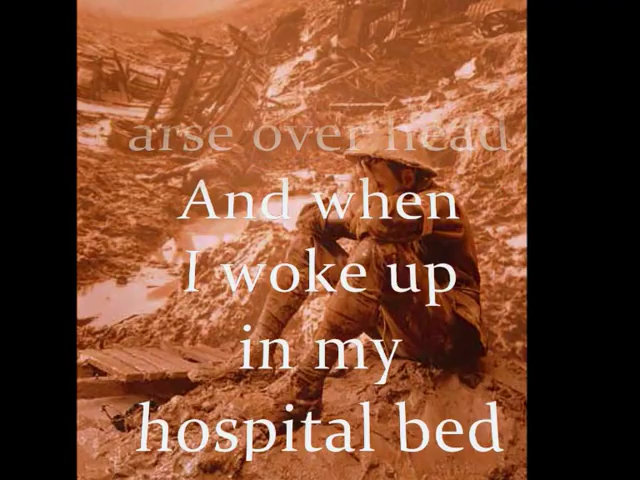 arse over head
And when
I woke up
in my
hospital bed